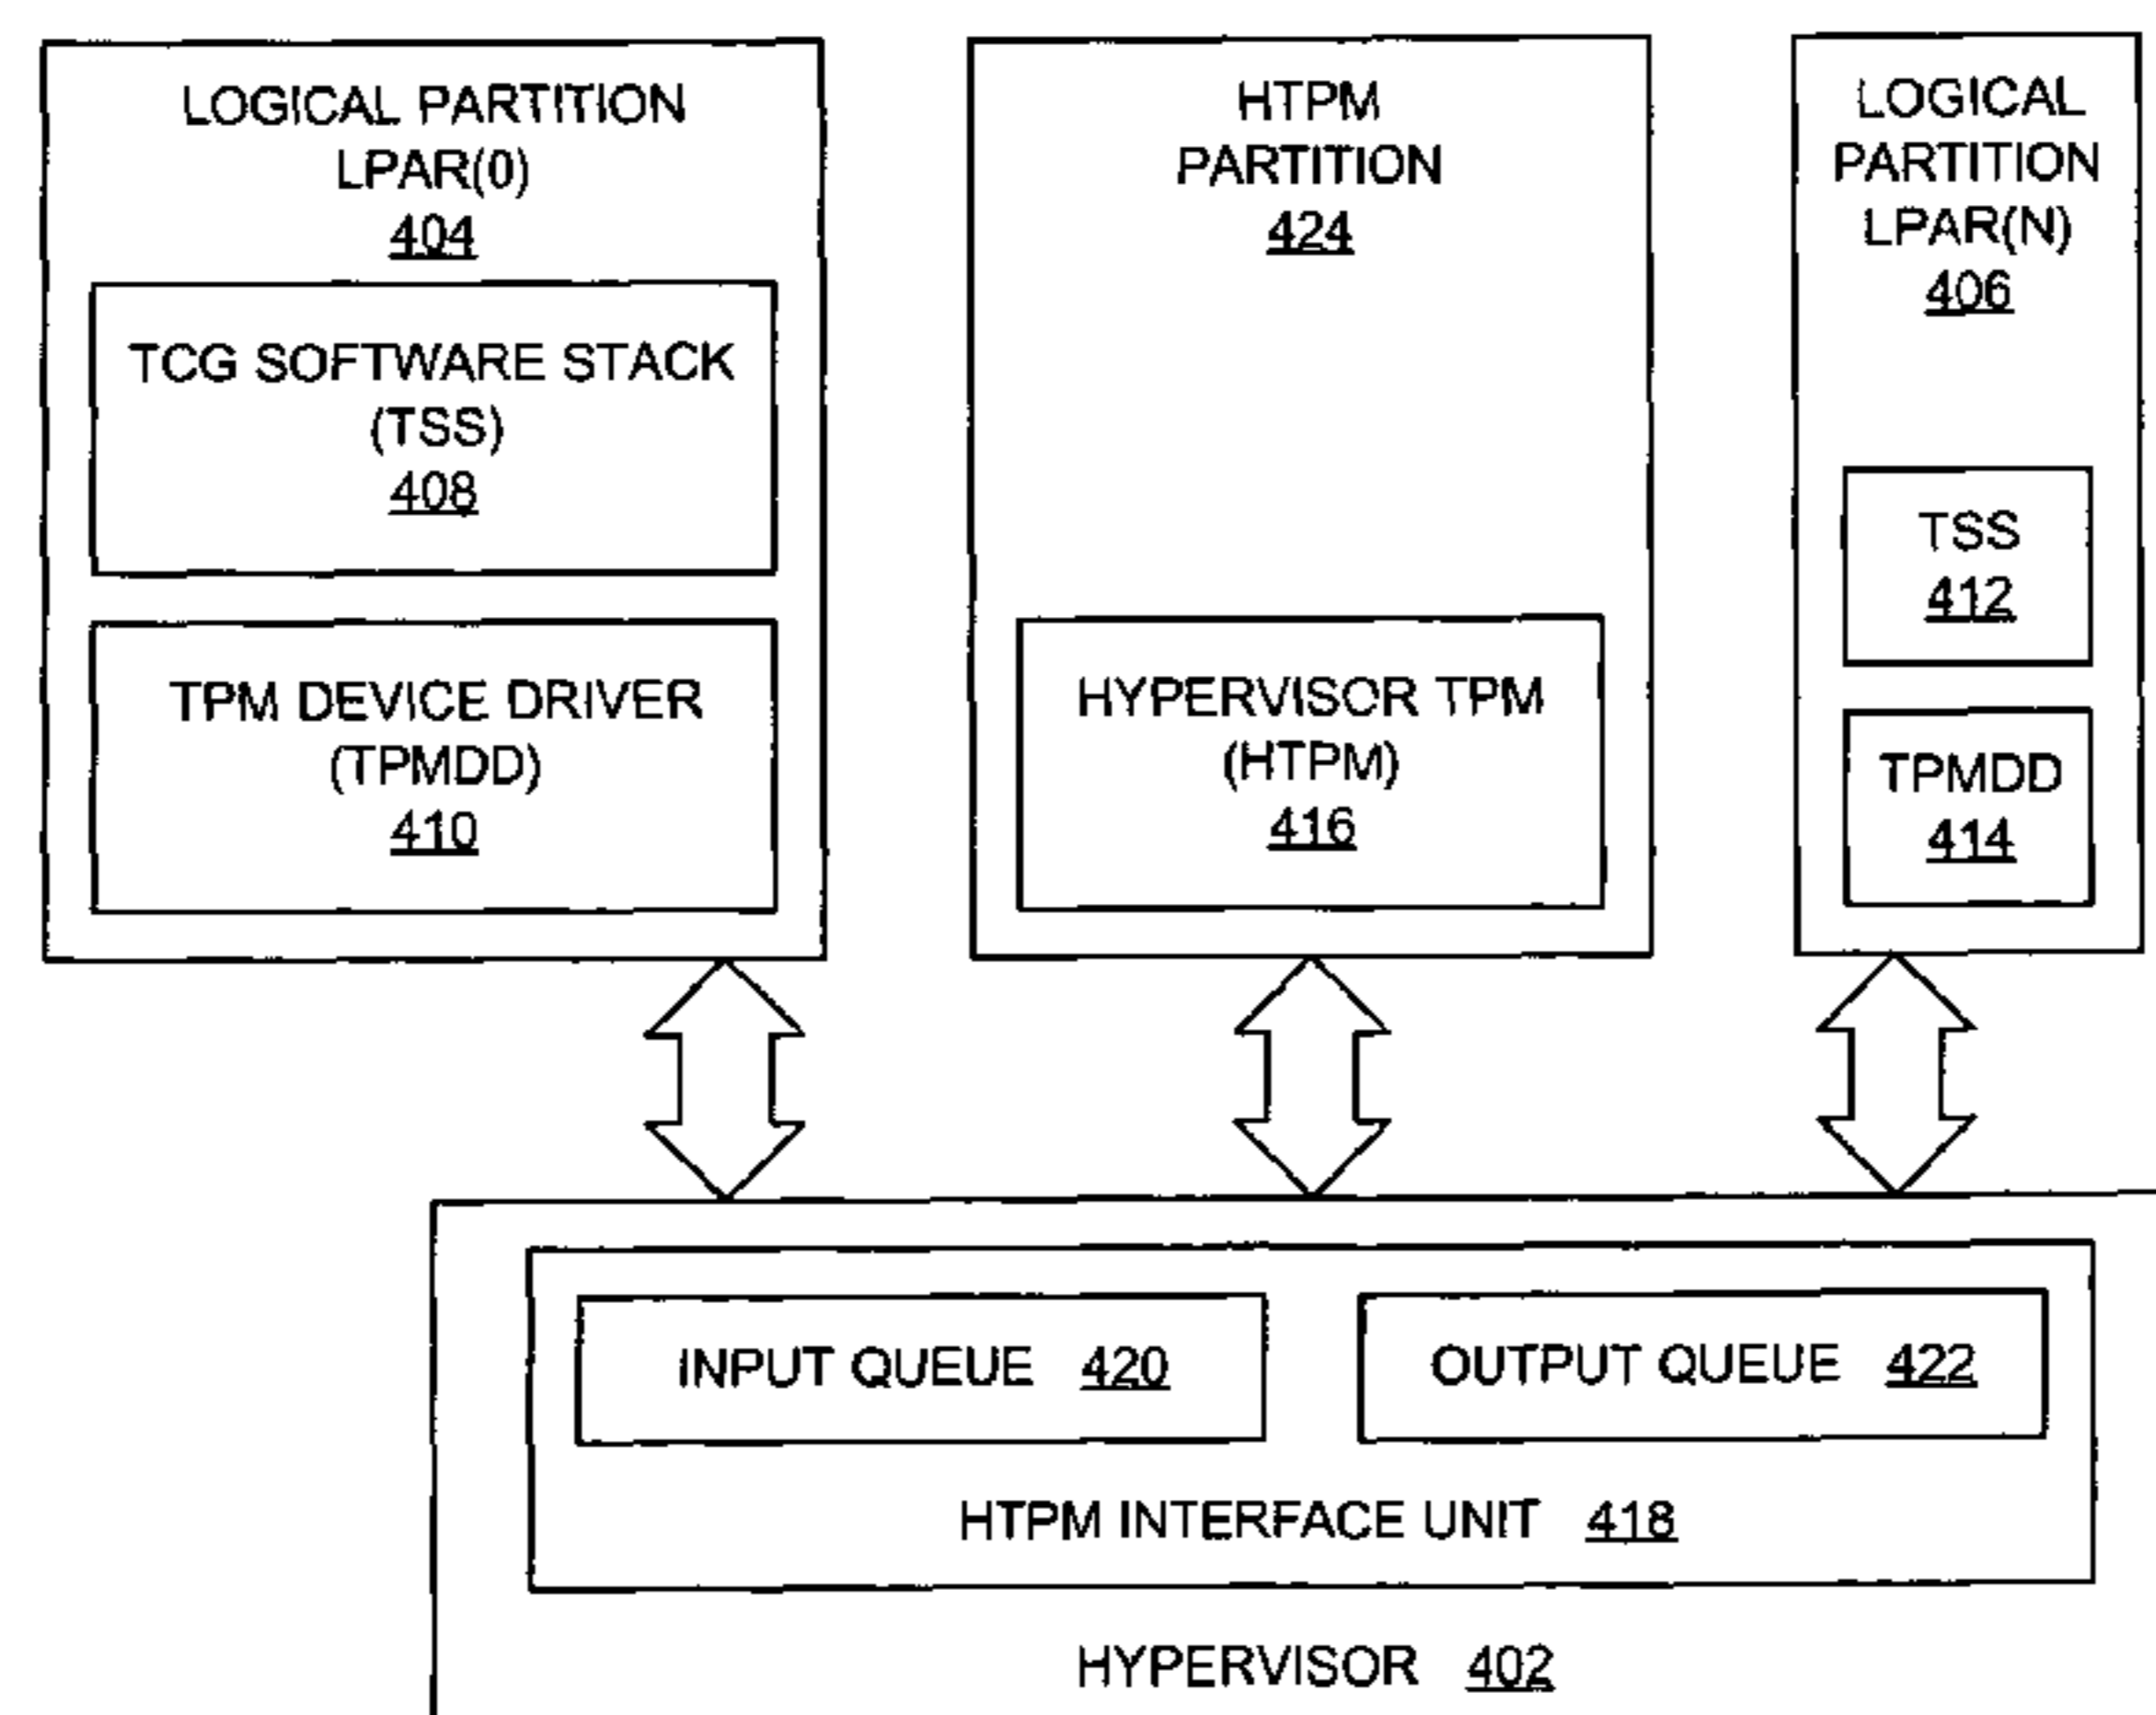 LOGICAL PARTITION
LPAR(0)
404
TCG SOFTWARE STACK
(TSS)
408
TPM DEVICE DRIVER
(TPMDD)
410
HTPM
PARTITION
424
HYPERVISOR TPM
(HTPM)
416
LOGICAL
PARTITION
LPAR(N)
406
TSS
412
TPMDD
414
INPUT QUEUE 420
OUTPUT QUEUE 422
HTPM INTERFACE UNIT 418
HYPERVISOR 402